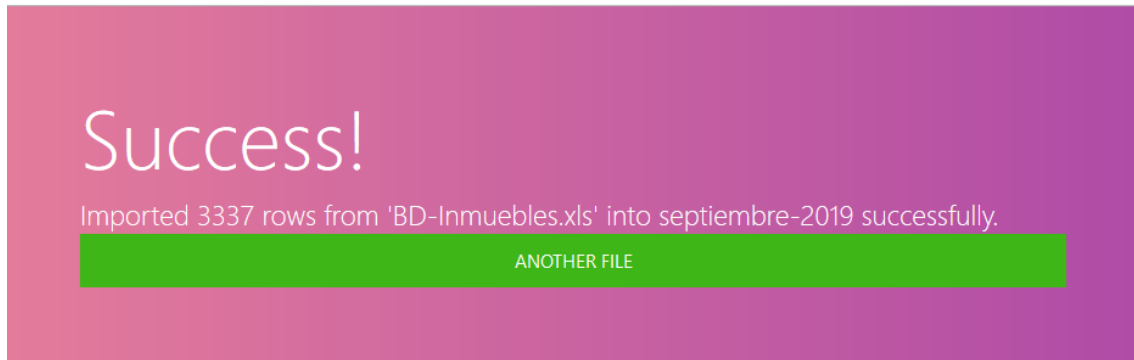 Success!
Imported 3337 rows from 'BD-Inmuebles.xls' into septiembre-2019 successfully.
ANOTHER FILE